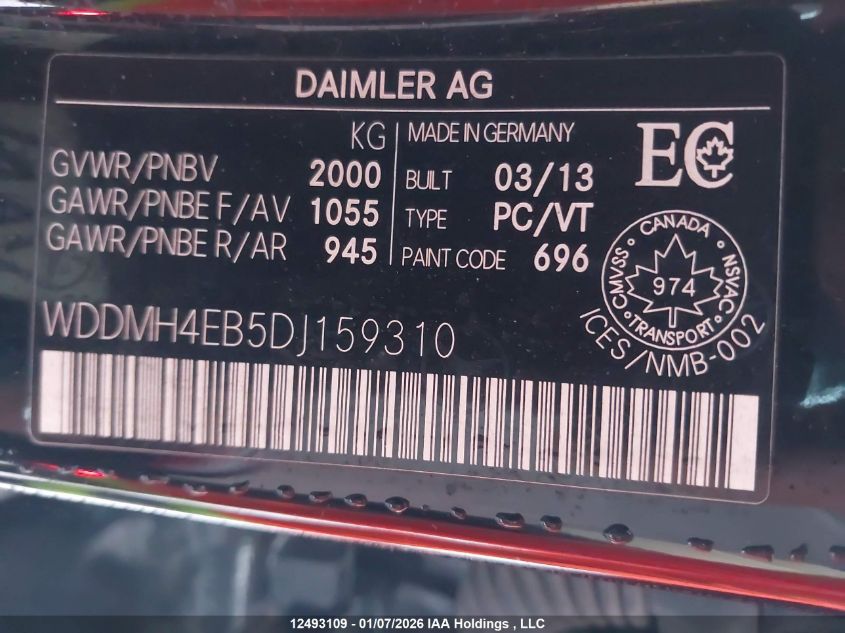 DAIMLER AG
KG
GVWR/PNBV 2000
GAWR/PNBE F/AV 1055
GAWR/PNBE R/AR 945
MADE IN GERMANY
BUILT 03/13
TYPE PC/VT
PAINT CODE 696
EC
CANADA
CMVSS 974 NSVAC
TRANSPORT
ICES/NMB-002
WDDMH4EB5DJ159310
12493109 - 01/07/2026 IAA Holdings , LLC